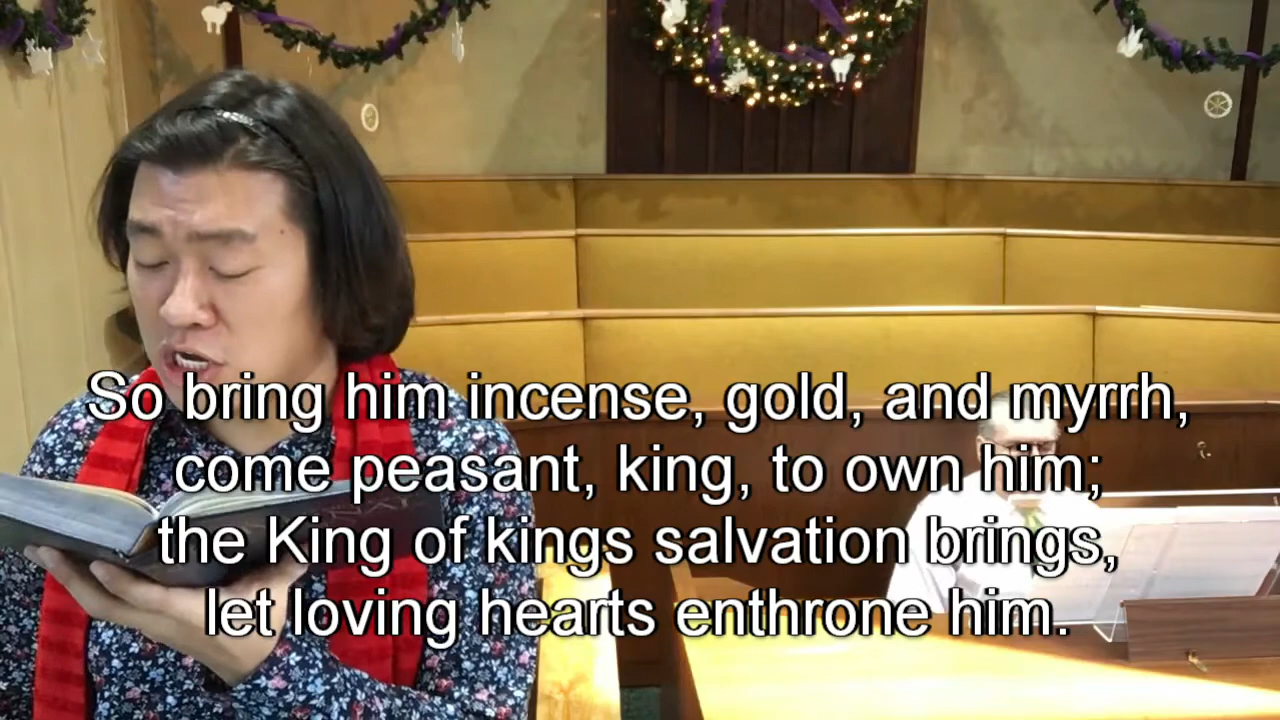 So bring him incense, gold, and myrrh,
come peasant, king, to own him;
the King of kings salvation brings,
let loving hearts enthrone him.